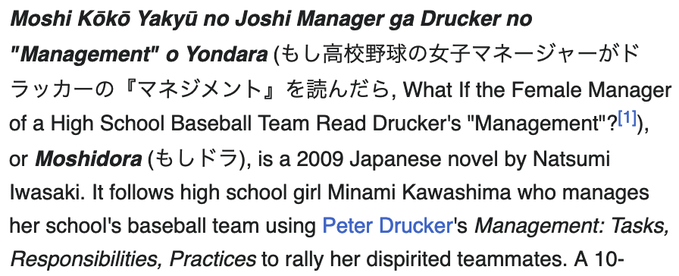 Moshi Kōkō Yakyū no Joshi Manager ga Drucker no
"Management" o Yondara (もし高校野球の女子マネージャーがド
ラッカーの『マネジメント』を読んだら, What If the Female Manager
of a High School Baseball Team Read Drucker's "Management"?[1]),
or Moshidora (もしドラ), is a 2009 Japanese novel by Natsumi
Iwasaki. It follows high school girl Minami Kawashima who manages
her school's baseball team using Peter Drucker's Management: Tasks,
Responsibilities, Practices to rally her dispirited teammates. A 10-